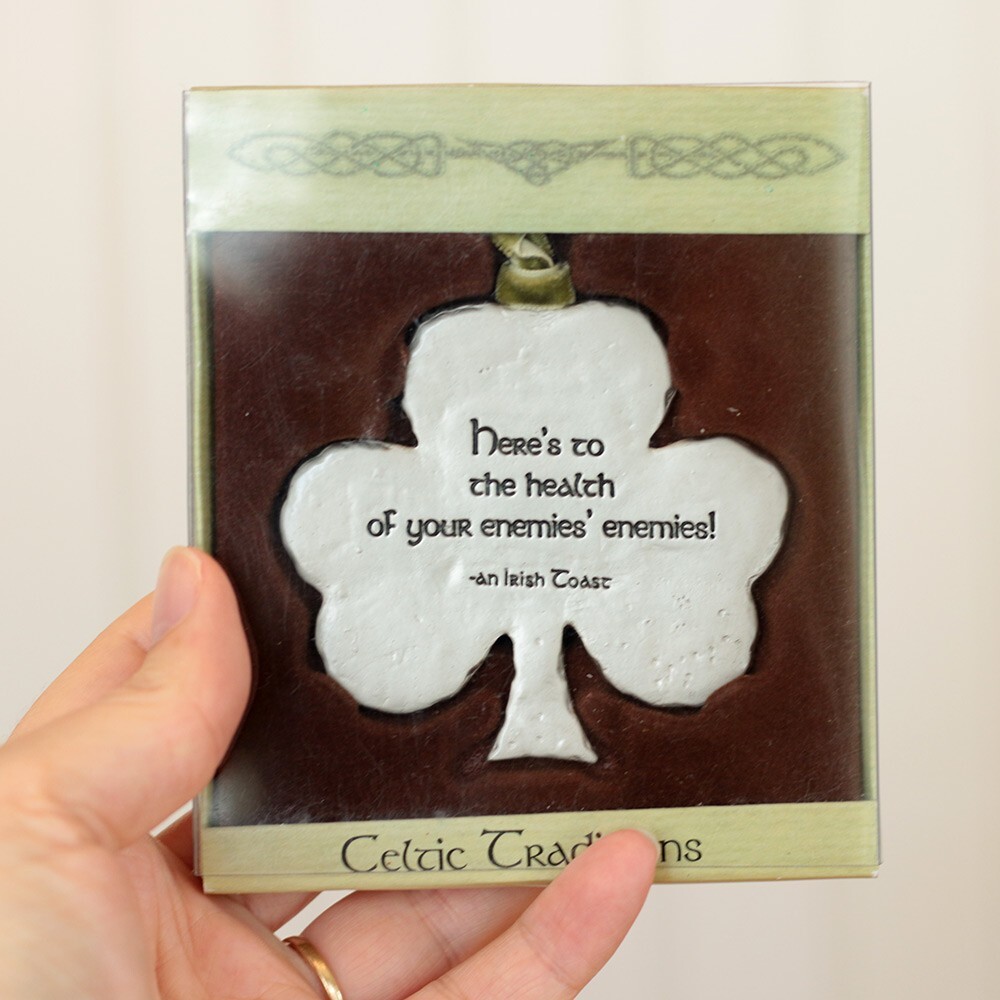 Here's to
the health
of your enemies' enemies!
-an Irish Toast
Celtic